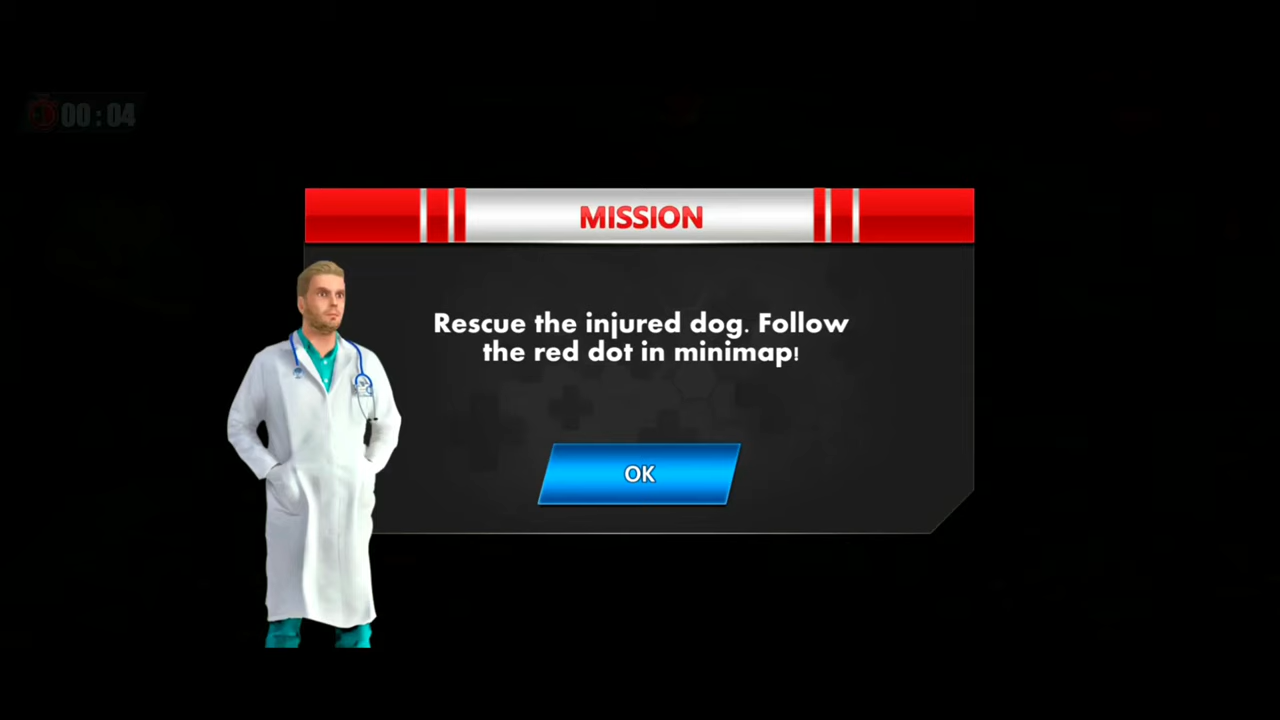 00:04
MISSION
Rescue the injured dog. Follow
the red dot in minimap!
OK